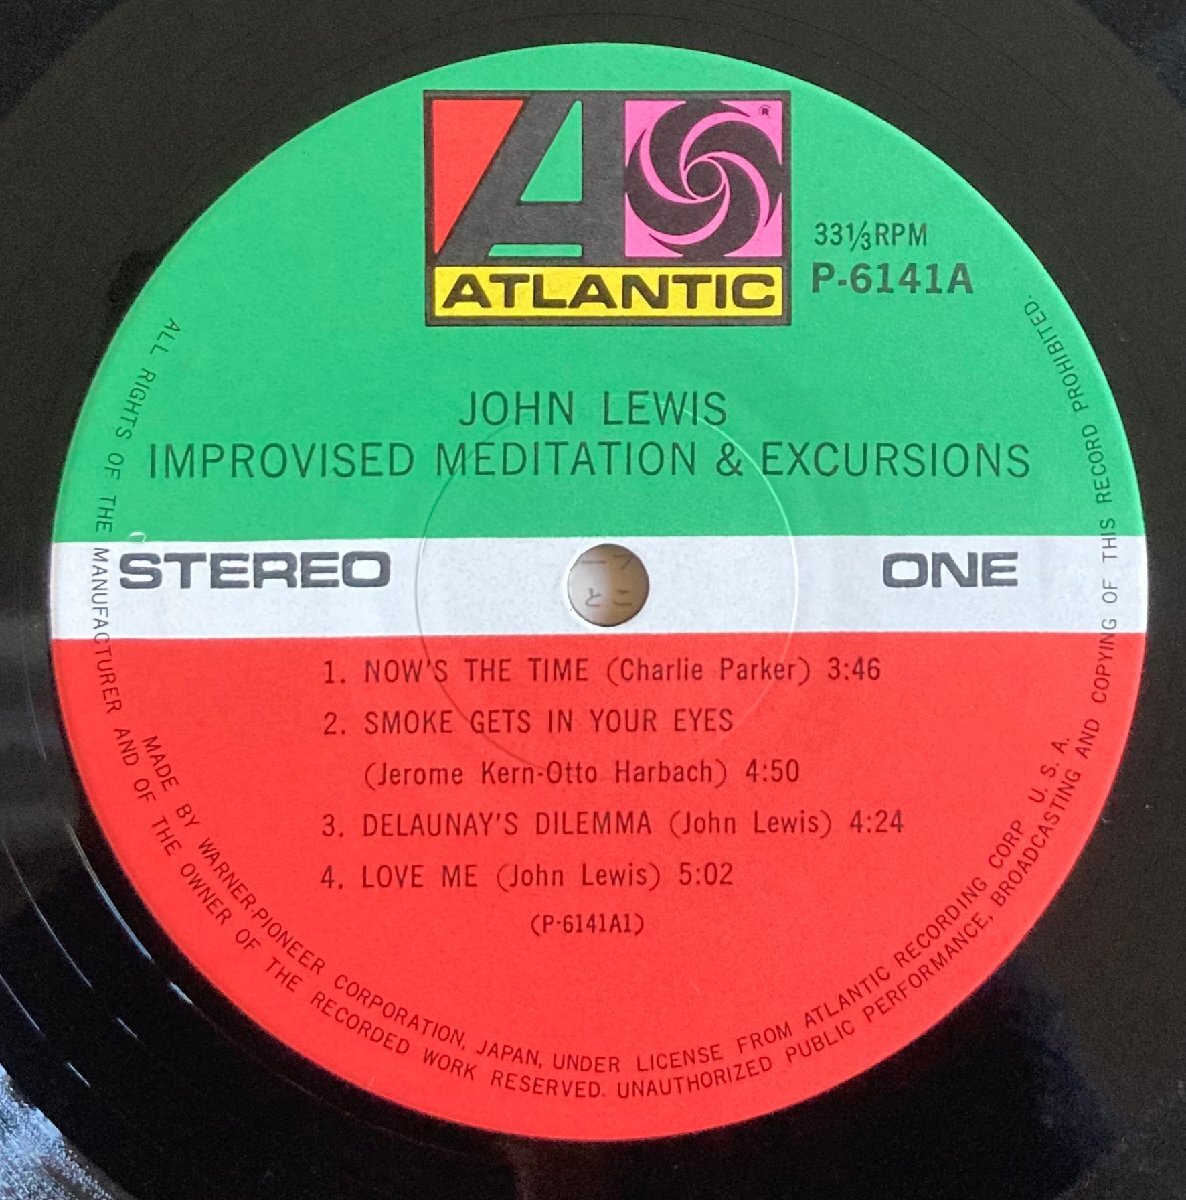 ATLANTIC
®
33⅓RPM
P-6141A
JOHN LEWIS
IMPROVISED MEDITATION & EXCURSIONS
STEREO
ONE
1. NOW'S THE TIME (Charlie Parker) 3:46
2. SMOKE GETS IN YOUR EYES
(Jerome Kern-Otto Harbach) 4:50
3. DELAUNAY'S DILEMMA (John Lewis) 4:24
4. LOVE ME (John Lewis) 5:02
(P·6141A1)
MADE BY WARNER-PIONEER CORPORATION, JAPAN, UNDER LICENSE FROM ATLANTIC RECORDING CORP. U. S. A.
ALL RIGHTS OF THE MANUFACTURER AND OF THE OWNER OF THE RECORDED WORK RESERVED. UNAUTHORIZED PUBLIC PERFORMANCE, BROADCASTING AND COPYING OF THIS RECORD PROHIBITED.
ーラ
とこ